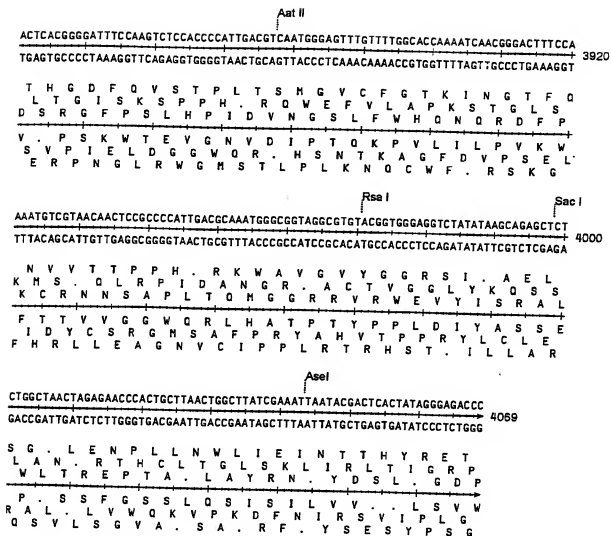 Aat II
ACTCACGGGGATTTCCAAGTCTCCACCCCATTGACGTCAATGGGAGTTTGTTTTGGCACCAAAATCAACGGGACTTTCCA
3920
TGAGTGCCCCTAAAGGTTCAGAGGTGGGGTAACTGCAGTTACCCTCAAACAAAACCGTGGTTTTAGTTGCCCTGAAAGGT
T H G D F Q V S T P L T S M G V C F G T K I N G T F Q
L T G I S K S P P H . R Q W E F V L A P K S T G L S
D S R G F P S L H P I D V N G S L F W H Q N Q R D F P
V . P S K W T E V G N V D I P T Q K P V L I L P V K W
S V P I E L D G G W Q R . H S N T K A G F D V P S E L
E R P N G L R W G M S T L P L K N Q C W F . R S K G
Rsa I
Sac I
AAATGTCGTAACAACTCCGCCCCATTGACGCAAATGGGCGGTAGGCGTGTACGGTGGGAGGTCTATATAAGCAGAGCTCT
4000
TTTACAGCATTGTTGAGGCGGGGTAACTGCGTTTACCCGCCATCCGCACATGCCACCCTCCAGATATATTCGTCTCGAGA
N V V T T P P H . R K W A V G V Y G G R S I . A E L
K M S . Q L R P I D A N G R . A C T V G G L Y K Q S S
K C R N N S A P L T Q M G G R R V R W E V Y I S R A L
F T T V V G G W Q R L H A T P T Y P P L D I Y A S S E
I D Y C S R G M S A F P R Y A H V T P P R Y L C L E
F H R L L E A G N V C I P P L R T R H S T . I L L A R
AseI
CTGGCTAACTAGAGAACCCACTGCTTAACTGGCTTATCGAAATTAATACGACTCACTATAGGGAGACCC
4069
GACCGATTGATCTCTTGGGTGACGAATTGACCGAATAGCTTTAATTATGCTGAGTGATATCCCTCTGGG
S G . L E N P L L N W L I E I N T T H Y R E T
L A N . R T H C L T G L S K L I R L T I G R P
W L T R E P T A . L A Y R N . Y D S L . G D P
P . S S F G S S L Q S I S I L V V . . L S V W
R A L . L V W Q K V P K D F N I R S V I P L G
Q S V L S G V A . S A . R F . Y S E S Y P S G